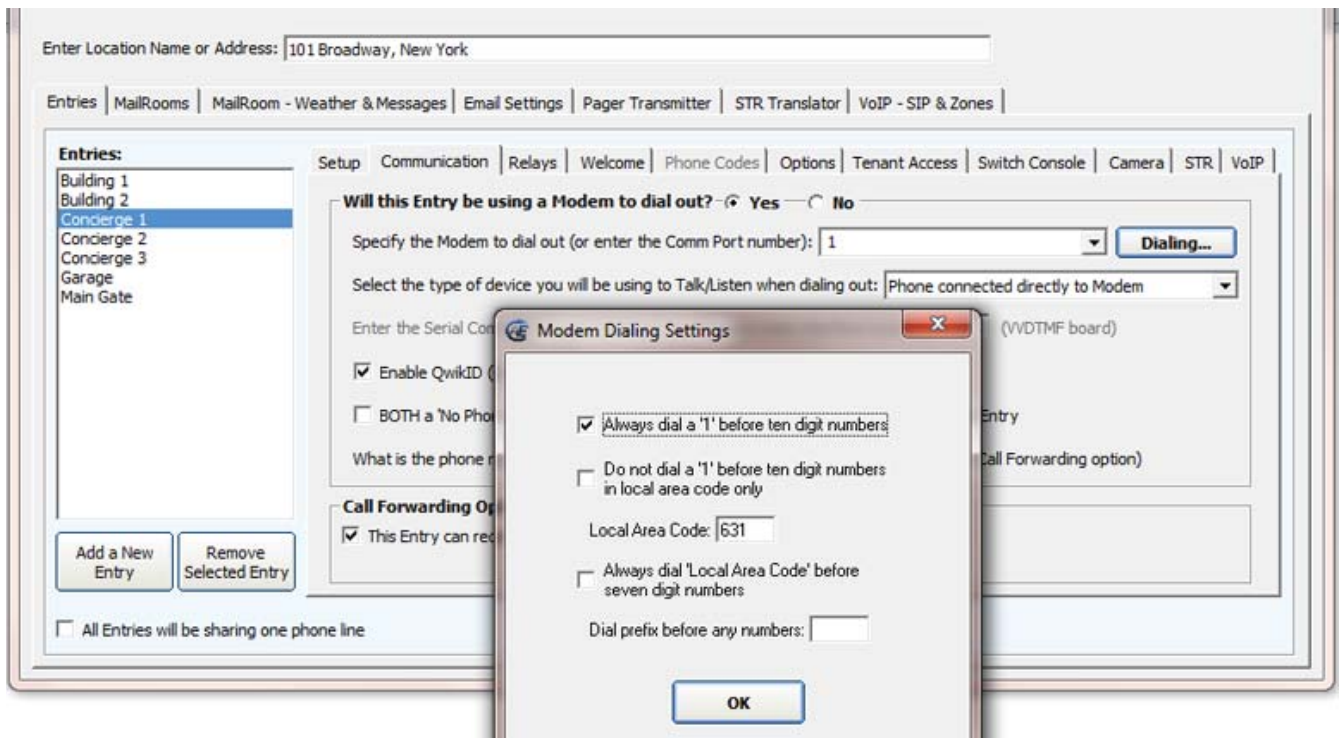 Enter Location Name or Address: 101 Broadway, New York
Entries MailRooms MailRoom - Weather & Messages Email Settings Pager Transmitter STR Translator VoIP - SIP & Zones
Entries:
Building 1
Building 2
Concierge 1
Concierge 2
Concierge 3
Garage
Main Gate
Add a New Entry
Remove Selected Entry
All Entries will be sharing one phone line
Setup Communication Relays Welcome Phone Codes Options Tenant Access Switch Console Camera STR VoIP
Will this Entry be using a Modem to dial out? Yes No
Specify the Modem to dial out (or enter the Comm Port number): 1 Dialing...
Select the type of device you will be using to Talk/Listen when dialing out: Phone connected directly to Modem
Enter the Serial (VVDTMF board)
Enable QwikID
BOTH a 'No Entry
What is the phone Call Forwarding option)
Call Forwarding
This Entry can
Modem Dialing Settings
Always dial a '1' before ten digit numbers
Do not dial a '1' before ten digit numbers
in local area code only
Local Area Code: 631
Always dial 'Local Area Code' before
seven digit numbers
Dial prefix before any numbers:
OK